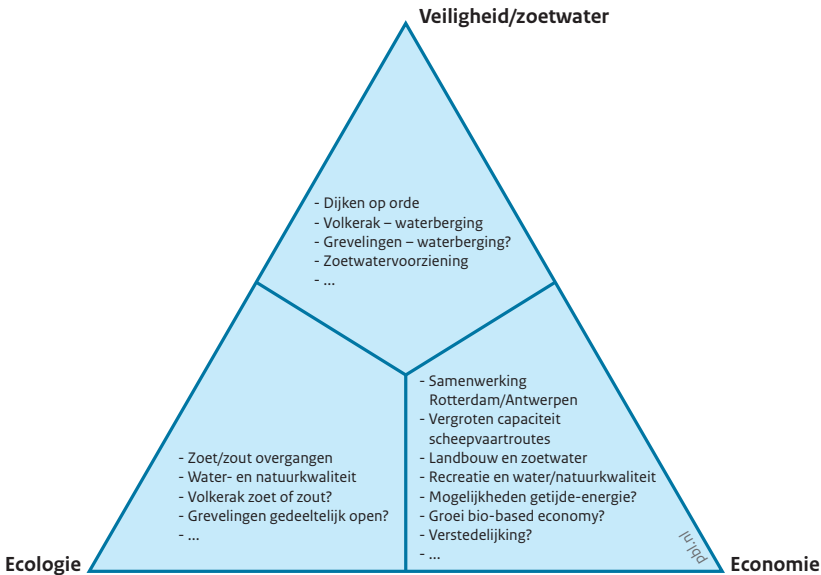 Veiligheid/zoetwater
- Dijken op orde
- Volkerak – waterberging
- Grevelingen – waterberging?
- Zoetwatervoorziening
- ...
- Zoet/zout overgangen
- Water- en natuurkwaliteit
- Volkerak zoet of zout?
- Grevelingen gedeeltelijk open?
- ...
- Samenwerking
Rotterdam/Antwerpen
- Vergroten capaciteit
scheepvaartroutes
- Landbouw en zoetwater
- Recreatie en water/natuurkwaliteit
- Mogelijkheden getijde-energie?
- Groei bio-based economy?
- Verstedelijking?
- ...
pbl.nl
Ecologie
Economie